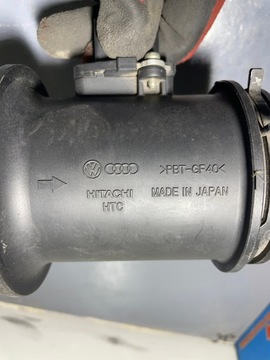 >PBT-GF40<
HITACHI
HTC
MADE IN JAPAN